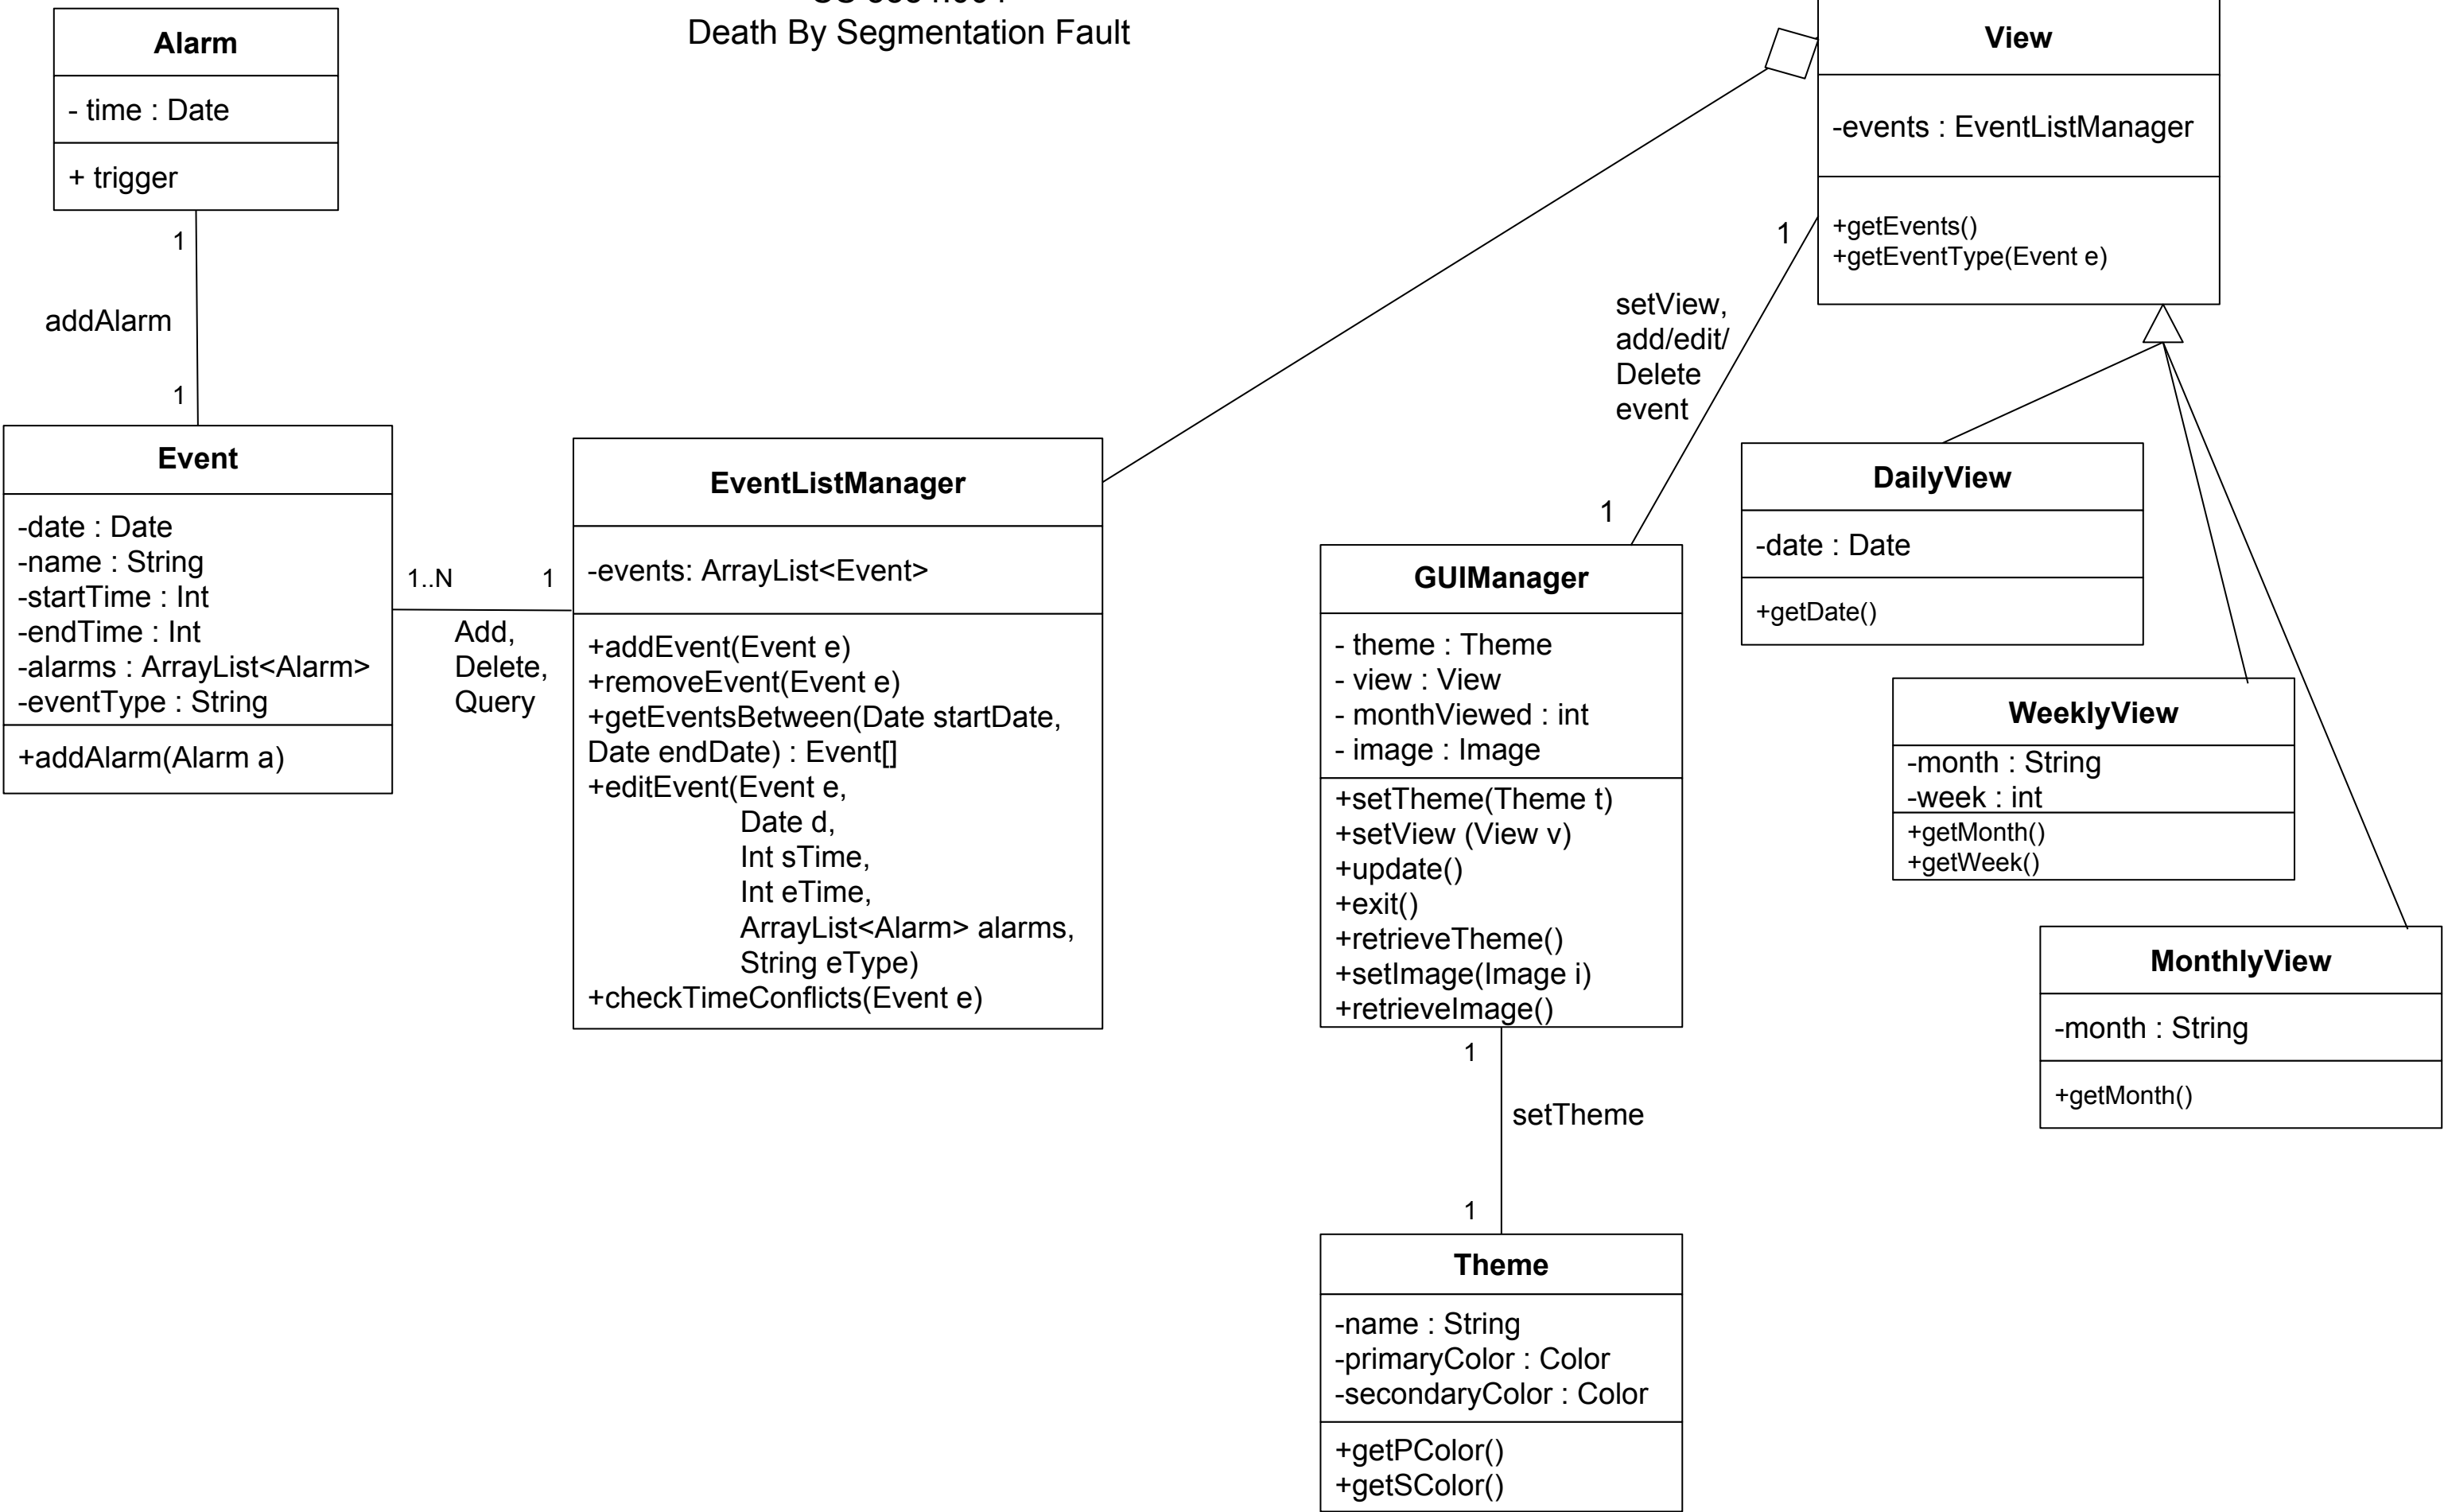 Death By Segmentation Fault
Alarm
- time : Date
+ trigger
1
addAlarm
1
Event
-date : Date
-name : String
-startTime : Int
-endTime : Int
-alarms : ArrayList<Alarm>
-eventType : String
+addAlarm(Alarm a)
1..N
1
Add,
Delete,
Query
EventListManager
-events: ArrayList<Event>
+addEvent(Event e)
+removeEvent(Event e)
+getEventsBetween(Date startDate,
Date endDate) : Event[]
+editEvent(Event e,
Date d,
Int sTime,
Int eTime,
ArrayList<Alarm> alarms,
String eType)
+checkTimeConflicts(Event e)
View
-events : EventListManager
+getEvents()
+getEventType(Event e)
1
setView,
add/edit/
Delete
event
1
GUIManager
- theme : Theme
- view : View
- monthViewed : int
- image : Image
+setTheme(Theme t)
+setView (View v)
+update()
+exit()
+retrieveTheme()
+setImage(Image i)
+retrieveImage()
1
setTheme
1
Theme
-name : String
-primaryColor : Color
-secondaryColor : Color
+getPColor()
+getSColor()
DailyView
-date : Date
+getDate()
WeeklyView
-month : String
-week : int
+getMonth()
+getWeek()
MonthlyView
-month : String
+getMonth()